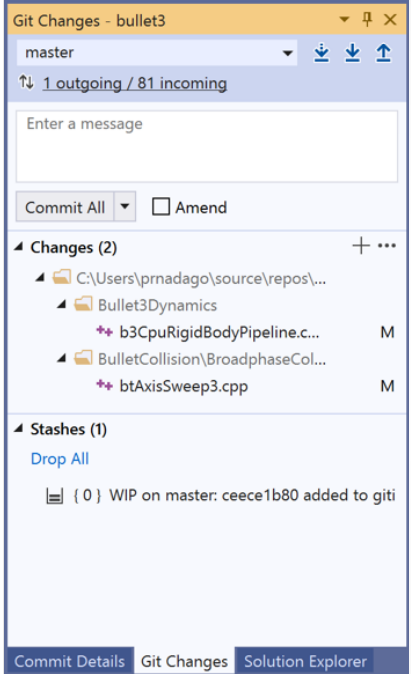 Git Changes - bullet3
master
1 outgoing / 81 incoming
Enter a message
Commit All
Amend
Changes (2)
C:\Users\prnadago\source\repos\...
Bullet3Dynamics
b3CpuRigidBodyPipeline.c... M
BulletCollision\BroadphaseCol...
btAxisSweep3.cpp M
Stashes (1)
Drop All
{ 0 } WIP on master: ceece1b80 added to giti
Commit Details Git Changes Solution Explorer